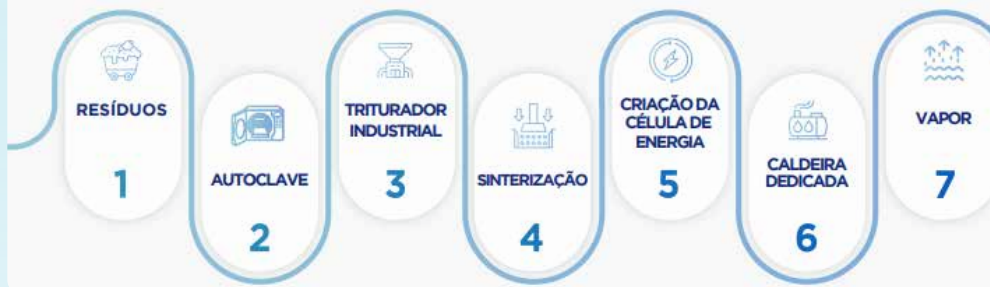 RESÍDUOS
1
AUTOCLAVE
2
TRITURADOR
INDUSTRIAL
3
SINTERIZAÇÃO
4
CRIAÇÃO DA
CÉLULA DE
ENERGIA
5
CALDEIRA
DEDICADA
6
VAPOR
7